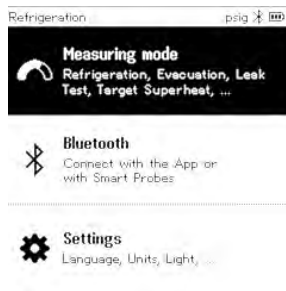 Refrigeration psig
Measuring mode
Refrigeration, Evacuation, Leak
Test, Target Superheat, ...
Bluetooth
Connect with the App or
with Smart Probes
Settings
Language, Units, Light, ...